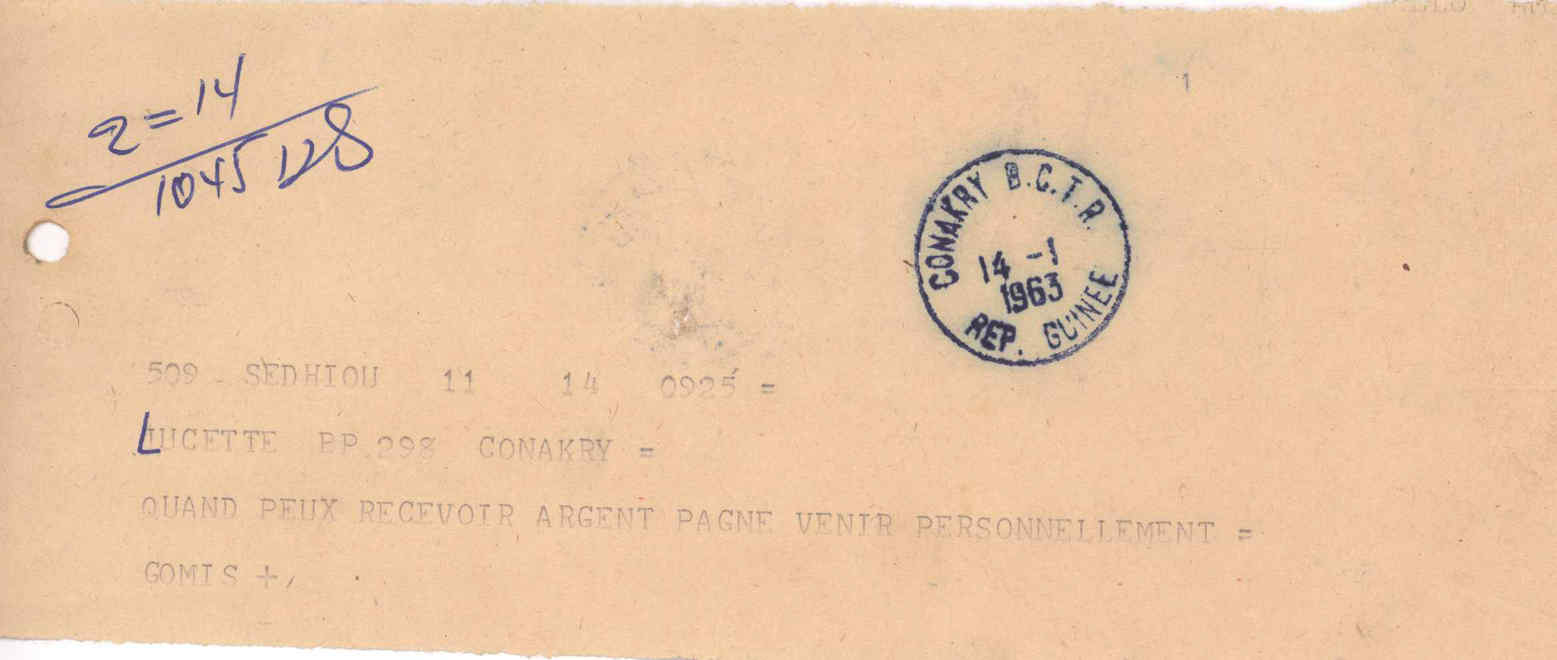 2=14
1045
1
CONAKRY B.C.T.R.
14 -1
1963
REP. GUINEE
509 SEDHIOU 11 14 0925 =
LUCETTE BP.298 CONAKRY =
QUAND PEUX RECEVOIR ARGENT PAGNE VENIR PERSONNELLEMENT =
GOMIS +,